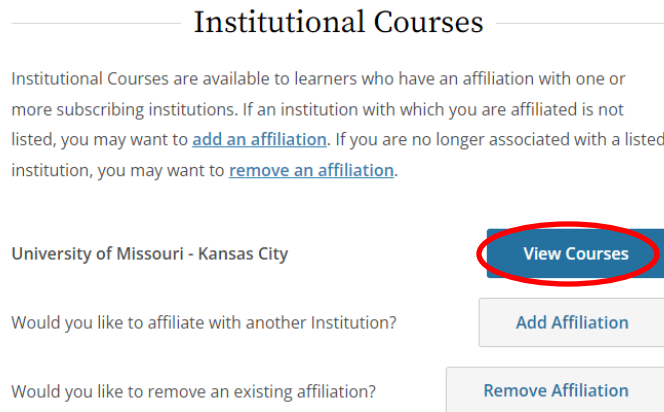 Institutional Courses
Institutional Courses are available to learners who have an affiliation with one or
more subscribing institutions. If an institution with which you are affiliated is not
listed, you may want to add an affiliation. If you are no longer associated with a listed
institution, you may want to remove an affiliation.
University of Missouri - Kansas City View Courses
Would you like to affiliate with another Institution? Add Affiliation
Would you like to remove an existing affiliation? Remove Affiliation